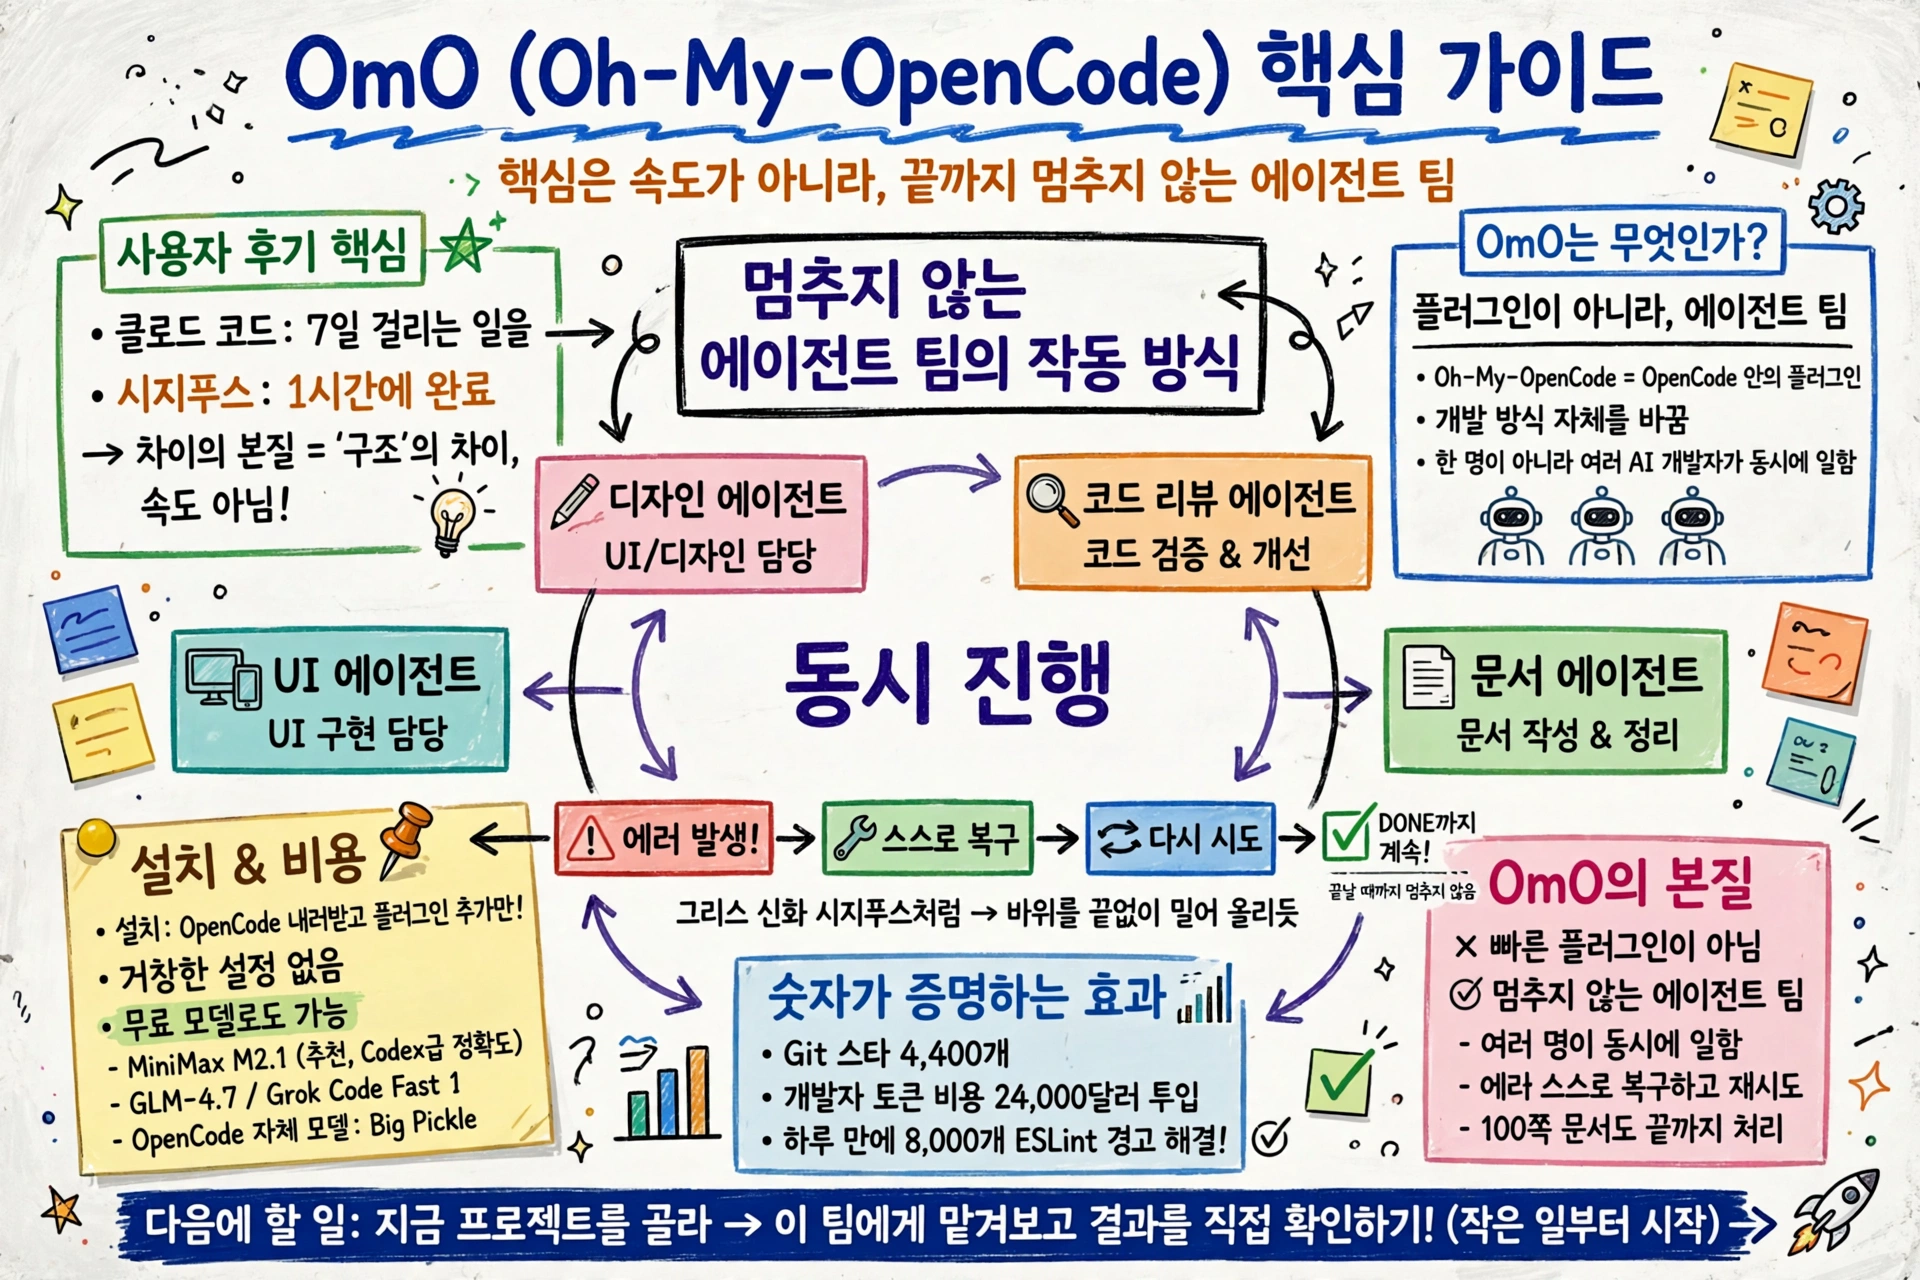 OmO (Oh-My-OpenCode) 핵심 가이드
핵심은 속도가 아니라, 끝까지 멈추지 않는 에이전트 팀
사용자 후기 핵심
• 클로드 코드: 7일 걸리는 일을
• 시지푸스: 1시간에 완료
→ 차이의 본질 = '구조'의 차이,
속도 아님!
멈추지 않는
에이전트 팀의 작동 방식
OmO는 무엇인가?
플러그인이 아니라, 에이전트 팀
• Oh-My-OpenCode = OpenCode 안의 플러그인
• 개발 방식 자체를 바꿈
• 한 명이 아니라 여러 AI 개발자가 동시에 일함
디자인 에이전트
UI/디자인 담당
코드 리뷰 에이전트
코드 검증 & 개선
UI 에이전트
UI 구현 담당
동시 진행
문서 에이전트
문서 작성 & 정리
에러 발생!
스스로 복구
다시 시도
DONE까지
계속!
끝날 때까지 멈추지 않음
그리스 신화 시지푸스처럼 → 바위를 끝없이 밀어 올리듯
설치 & 비용
• 설치: OpenCode 내려받고 플러그인 추가만!
• 거창한 설정 없음
• 무료 모델로도 가능
- MiniMax M2.1 (추천, Codex급 정확도)
- GLM-4.7 / Grok Code Fast 1
- OpenCode 자체 모델: Big Pickle
숫자가 증명하는 효과
• Git 스타 4,400개
• 개발자 토큰 비용 24,000달러 투입
• 하루 만에 8,000개 ESLint 경고 해결!
OmO의 본질
✕ 빠른 플러그인이 아님
✓ 멈추지 않는 에이전트 팀
- 여러 명이 동시에 일함
- 에러 스스로 복구하고 재시도
- 100쪽 문서도 끝까지 처리
다음에 할 일: 지금 프로젝트를 골라 → 이 팀에게 맡겨보고 결과를 직접 확인하기! (작은 일부터 시작) →